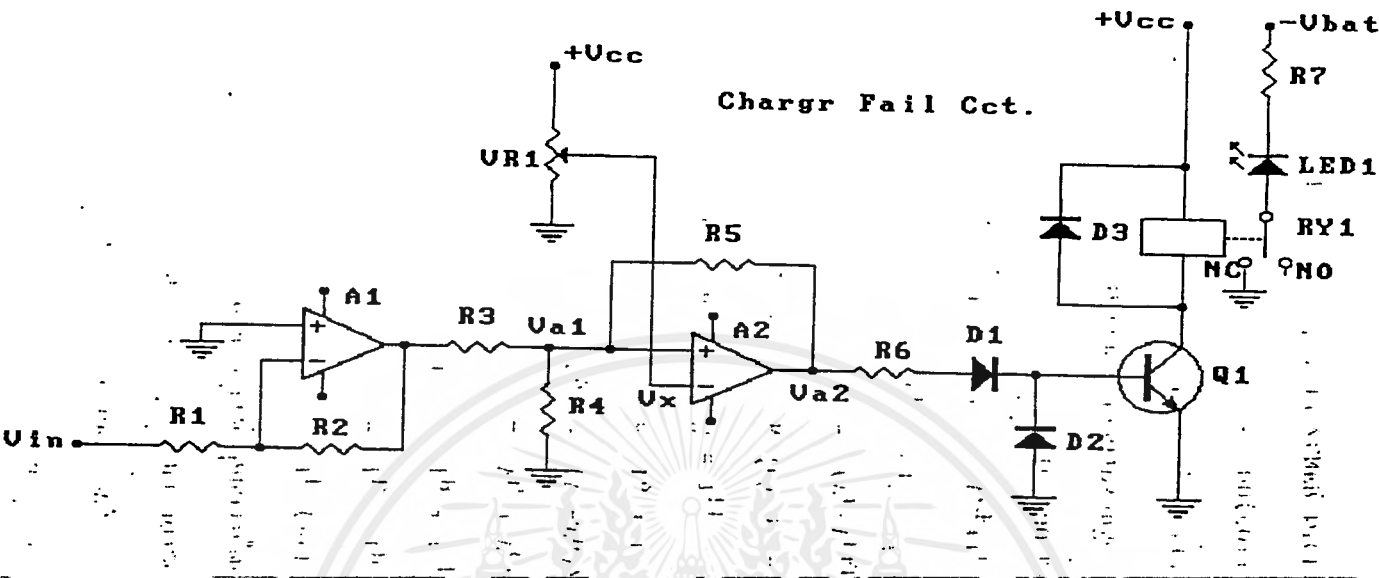 +Vcc
-Vbat
+Vcc
R7
Chargr Fail Cct.
VR1
LED1
R5
D3
RY1
NC
NO
A1
R3
Va1
A2
+
+
D1
R6
-
-
Q1
Vx
Va2
R4
R1
R2
Vin
D2